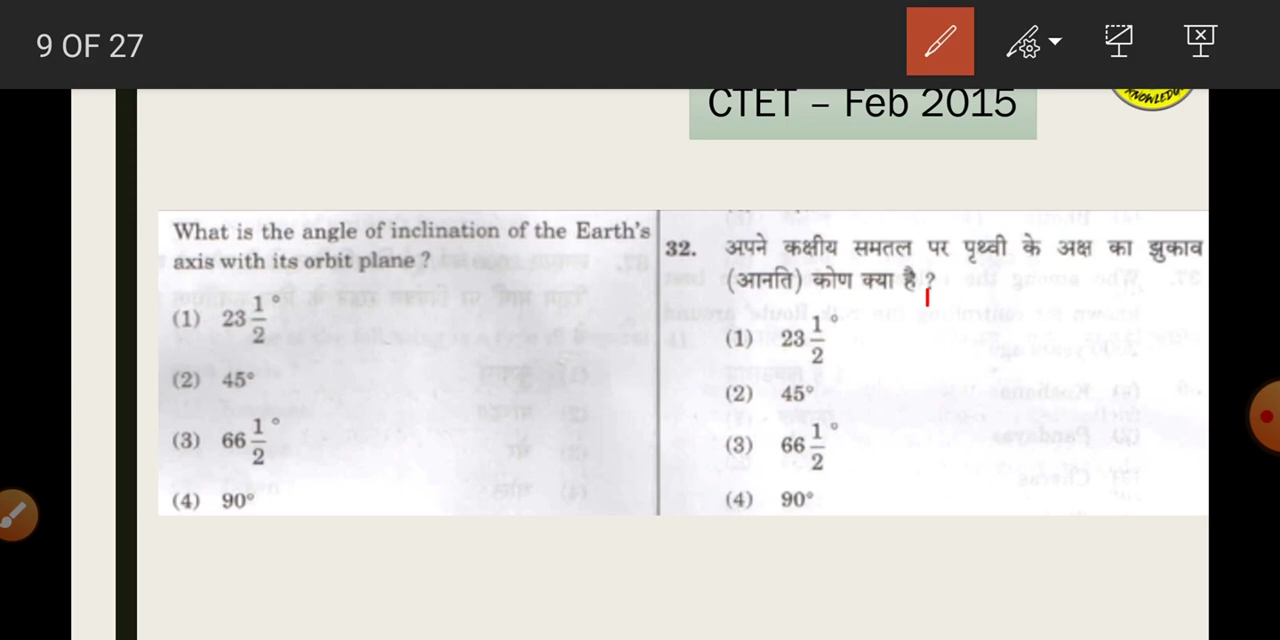 9 OF 27
CTET – Feb 2015
KNOWLEDGE
What is the angle of inclination of the Earth's
axis with its orbit plane ?
(1) 23 1/2°
(2) 45°
(3) 66 1/2°
(4) 90°
32. अपने कक्षीय समतल पर पृथ्वी के अक्ष का झुकाव
(आनति) कोण क्या है ?
(1) 23 1/2°
(2) 45°
(3) 66 1/2°
(4) 90°